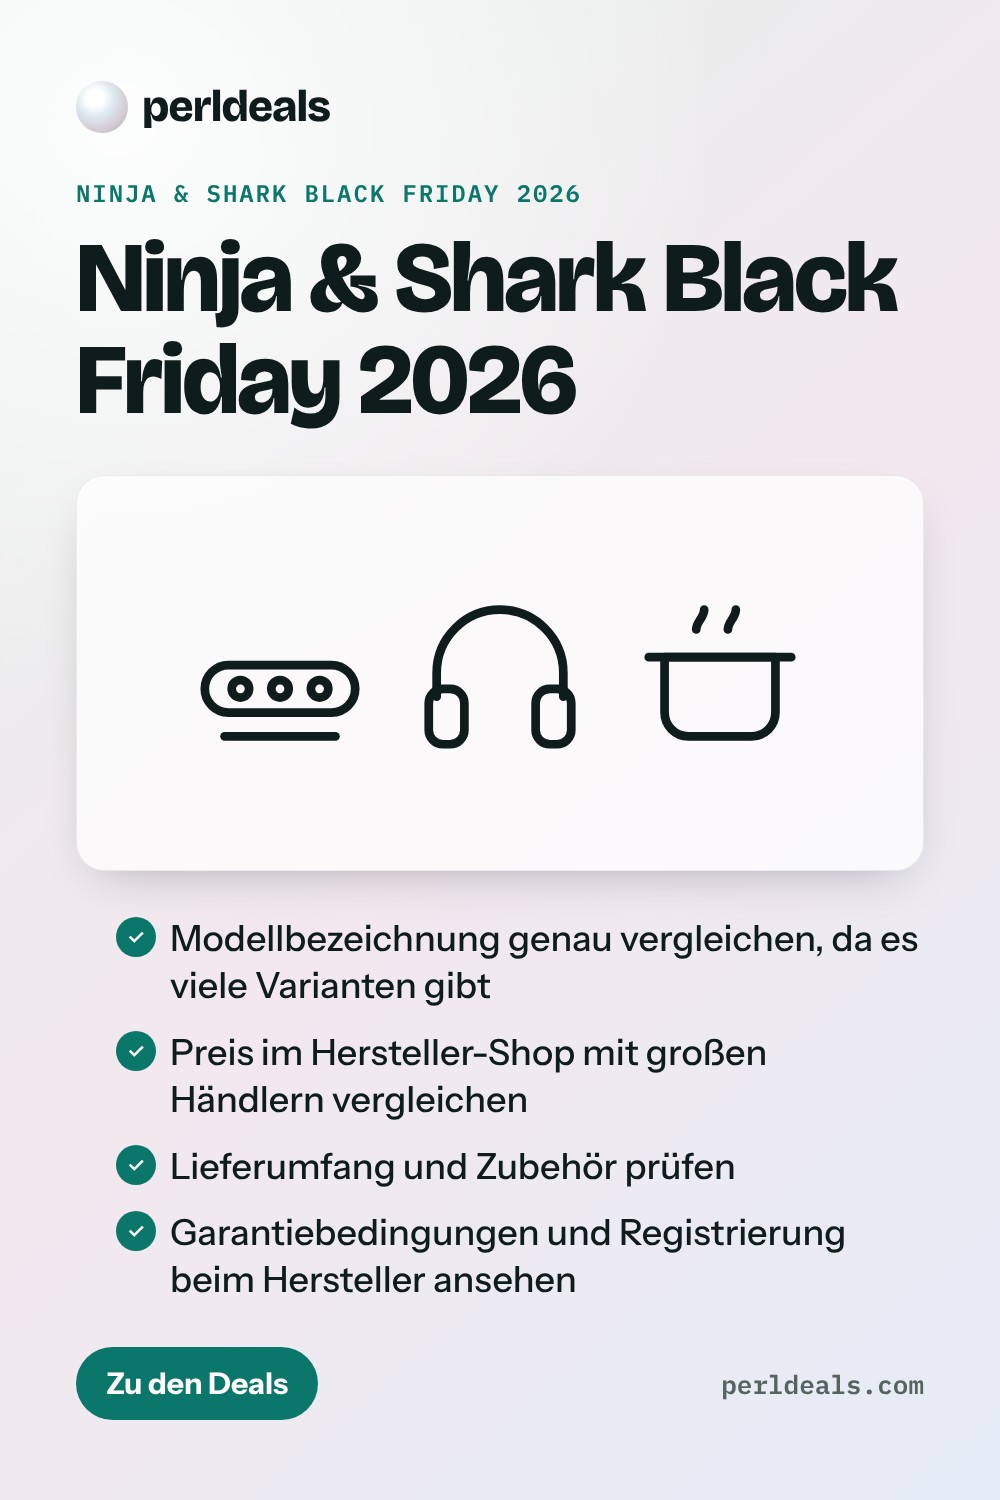 perldeals
NINJA & SHARK BLACK FRIDAY 2026
Ninja & Shark Black
Friday 2026
Modellbezeichnung genau vergleichen, da es
viele Varianten gibt
Preis im Hersteller-Shop mit großen
Händlern vergleichen
Lieferumfang und Zubehör prüfen
Garantiebedingungen und Registrierung
beim Hersteller ansehen
Zu den Deals
perldeals.com